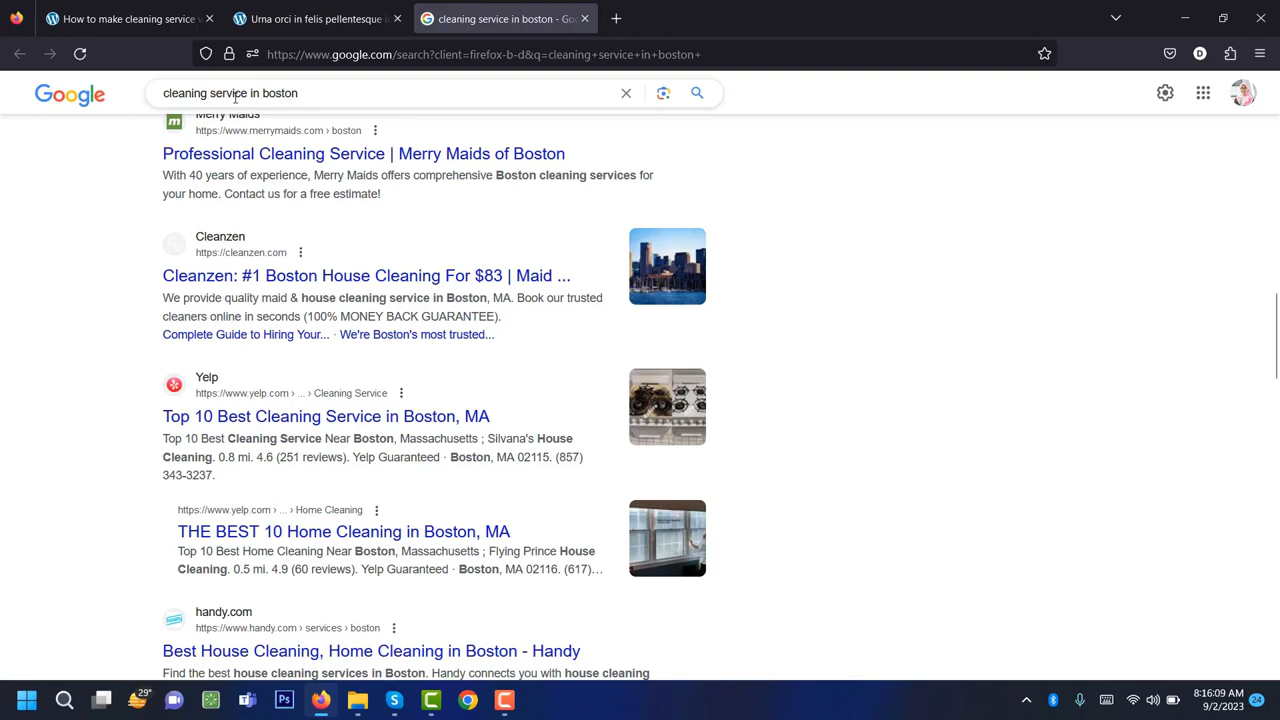 How to make cleaning service w
Urna orci in felis pellentesque i
cleaning service in boston - Goo
https://www.google.com/search?client=firefox-b-d&q=cleaning+service+in+boston+
Google
cleaning service in boston
Merry Maids
https://www.merrymaids.com › boston
Professional Cleaning Service | Merry Maids of Boston
With 40 years of experience, Merry Maids offers comprehensive Boston cleaning services for
your home. Contact us for a free estimate!
Cleanzen
https://cleanzen.com
Cleanzen: #1 Boston House Cleaning For $83 | Maid ...
We provide quality maid & house cleaning service in Boston, MA. Book our trusted
cleaners online in seconds (100% MONEY BACK GUARANTEE).
Complete Guide to Hiring Your... · We're Boston's most trusted...
Yelp
https://www.yelp.com › ... › Cleaning Service
Top 10 Best Cleaning Service in Boston, MA
Top 10 Best Cleaning Service Near Boston, Massachusetts ; Silvana's House
Cleaning. 0.8 mi. 4.6 (251 reviews). Yelp Guaranteed · Boston, MA 02115. (857)
343-3237.
https://www.yelp.com › ... › Home Cleaning
THE BEST 10 Home Cleaning in Boston, MA
Top 10 Best Home Cleaning Near Boston, Massachusetts ; Flying Prince House
Cleaning. 0.5 mi. 4.9 (60 reviews). Yelp Guaranteed · Boston, MA 02116. (617)...
handy.com
https://www.handy.com › services › boston
Best House Cleaning, Home Cleaning in Boston - Handy
Find the best house cleaning services in Boston. Handy connects you with house cleaning
29°
Ps
8:16:09 AM
9/2/2023
24